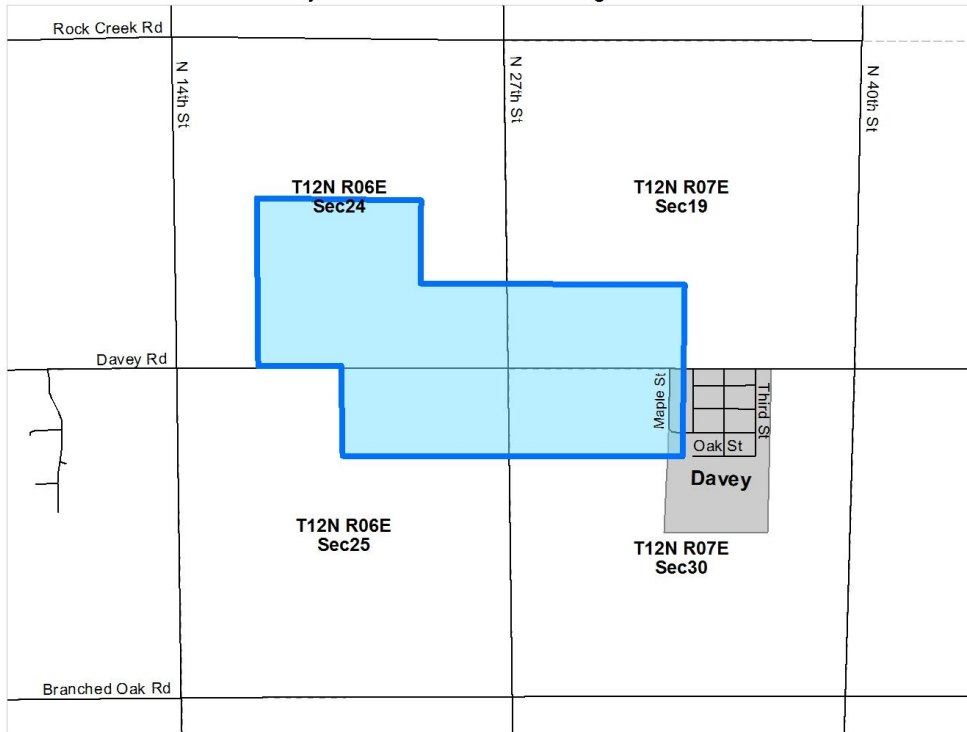 Rock Creek Rd
N 14th St
N 27th St
N 40th St
T12N R06E
Sec24
T12N R07E
Sec19
Davey Rd
Maple St
Third St
Oak St
Davey
T12N R06E
Sec25
T12N R07E
Sec30
Branched Oak Rd